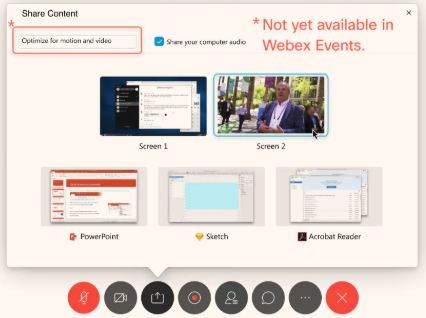 Share Content
*
Optimize for motion and video
Share your computer audio
* Not yet available in
Webex Events.
Screen 1
Screen 2
PowerPoint
Sketch
Acrobat Reader